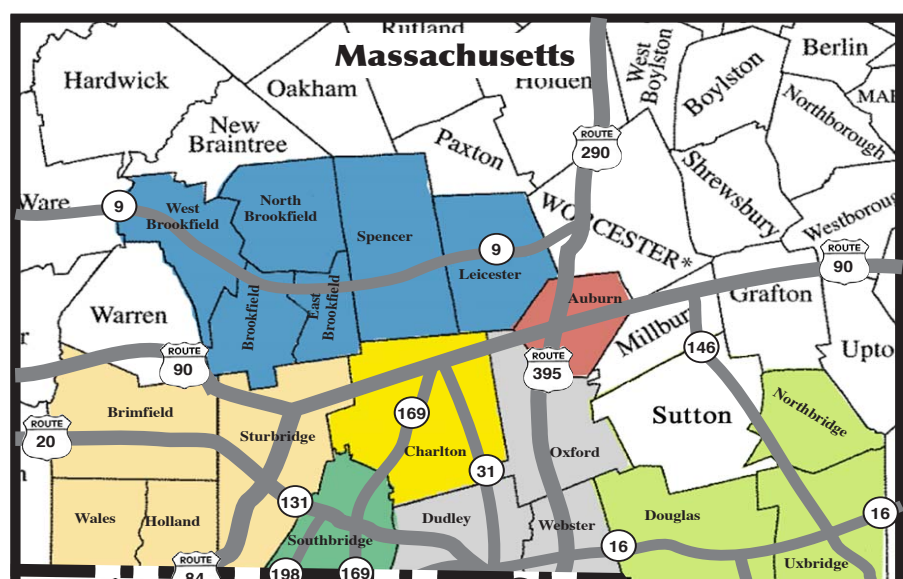 Rutland
Massachusetts
Berlin
Hardwick
Oakham
Holden
West
Boylston
Boylston
Northborough
New
Braintree
Paxton
ROUTE
290
Shrewsbury
Ware
9
West
Brookfield
North
Brookfield
Spencer
9
Leicester
WORCESTER*
Westboroug
ROUTE
90
Warren
Brookfield
East
Brookfield
Auburn
Grafton
Millbur
146
Upto
ROUTE
90
ROUTE
395
Brimfield
Sturbridge
169
Charlton
Sutton
Northbridge
ROUTE
20
31
Oxford
131
Wales
Holland
Southbridge
Dudley
Webster
Douglas
16
16
Uxbridge
ROUTE
84
198
169